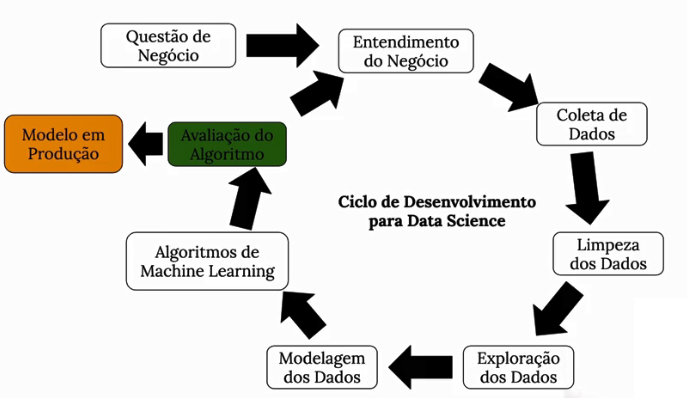 Questão de
Negócio
Entendimento
do Negócio
Coleta de
Dados
Limpeza
dos Dados
Exploração
dos Dados
Modelagem
dos Dados
Algoritmos de
Machine Learning
Avaliação do
Algoritmo
Modelo em
Produção
Ciclo de Desenvolvimento
para Data Science